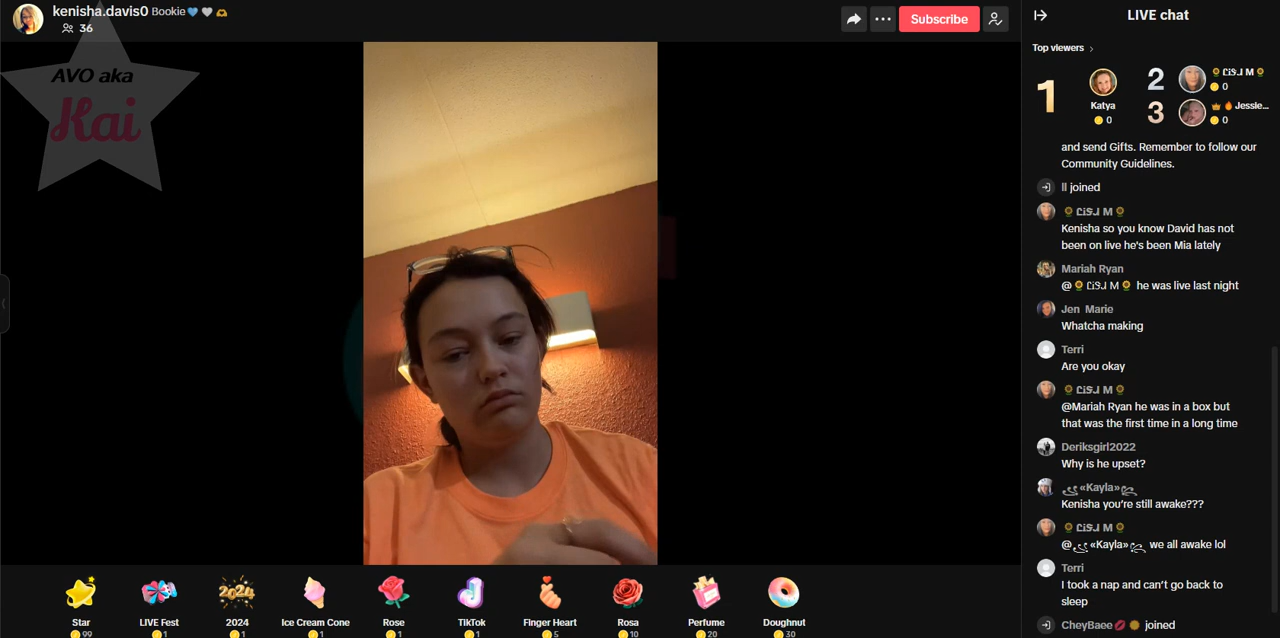 kenisha.davis0 Bookie💙🤍🫶
36
Subscribe
AVO aka
Kai
LIVE chat
Top viewers
1
Katya
0
2
🌻 ᥴᎥᎦᏗ M 🌻
0
3
👑🔥 Jessie...
0
and send Gifts. Remember to follow our
Community Guidelines.
ll joined
Kenisha so you know David has not
been on live he's been Mia lately
Mariah Ryan
he was live last night
Jen Marie
Whatcha making
Terri
Are you okay
@Mariah Ryan he was in a box but
that was the first time in a long time
Deriksgirl2022
Why is he upset?
«Kayla»
Kenisha you're still awake???
@ «Kayla» we all awake lol
Terri
I took a nap and can't go back to
sleep
CheyBaee💋 joined
2024
Star
LIVE Fest
2024
Ice Cream Cone
Rose
TikTok
Finger Heart
Rosa
Perfume
Doughnut
99
1
1
1
1
1
5
10
20
30